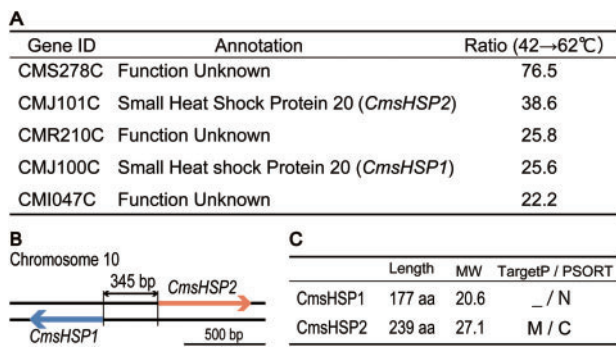 A
Gene ID Annotation Ratio (42→62℃)
CMS278C Function Unknown 76.5
CMJ101C Small Heat Shock Protein 20 (CmsHSP2) 38.6
CMR210C Function Unknown 25.8
CMJ100C Small Heat shock Protein 20 (CmsHSP1) 25.6
CMI047C Function Unknown 22.2
B
Chromosome 10
345 bp
CmsHSP2
CmsHSP1
500 bp
C
Length MW TargetP / PSORT
CmsHSP1 177 aa 20.6 _ / N
CmsHSP2 239 aa 27.1 M / C